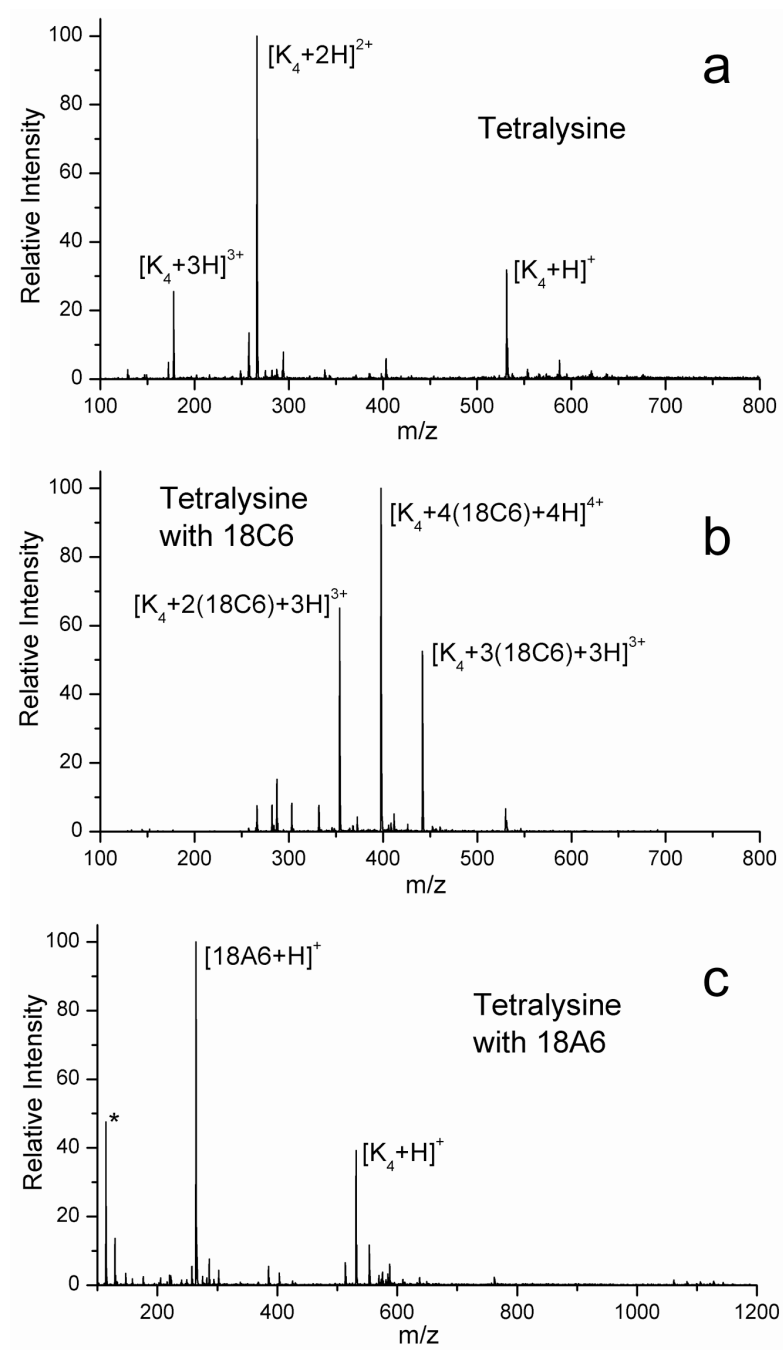 a
Tetralysine
[K₄+2H]²⁺
[K₄+3H]³⁺
[K₄+H]⁺
Relative Intensity
100
80
60
40
20
0
100 200 300 400 500 600 700 800
m/z
b
Tetralysine
with 18C6
[K₄+4(18C6)+4H]⁴⁺
[K₄+2(18C6)+3H]³⁺
[K₄+3(18C6)+3H]³⁺
Relative Intensity
100
80
60
40
20
0
100 200 300 400 500 600 700 800
m/z
c
[18A6+H]⁺
Tetralysine
with 18A6
*
[K₄+H]⁺
Relative Intensity
100
80
60
40
20
0
200 400 600 800 1000 1200
m/z